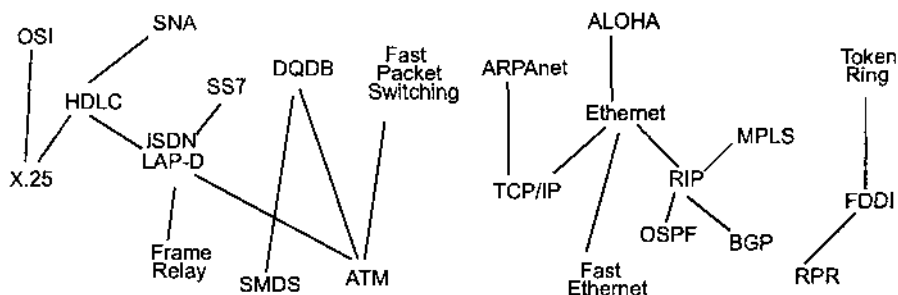 OSI
SNA
HDLC
X.25
SS7
ISDN
LAP-D
Frame
Relay
DQDB
SMDS
Fast
Packet
Switching
ATM
ARPAnet
TCP/IP
ALOHA
Ethernet
Fast
Ethernet
RIP
MPLS
OSPF
BGP
Token
Ring
FDDI
RPR